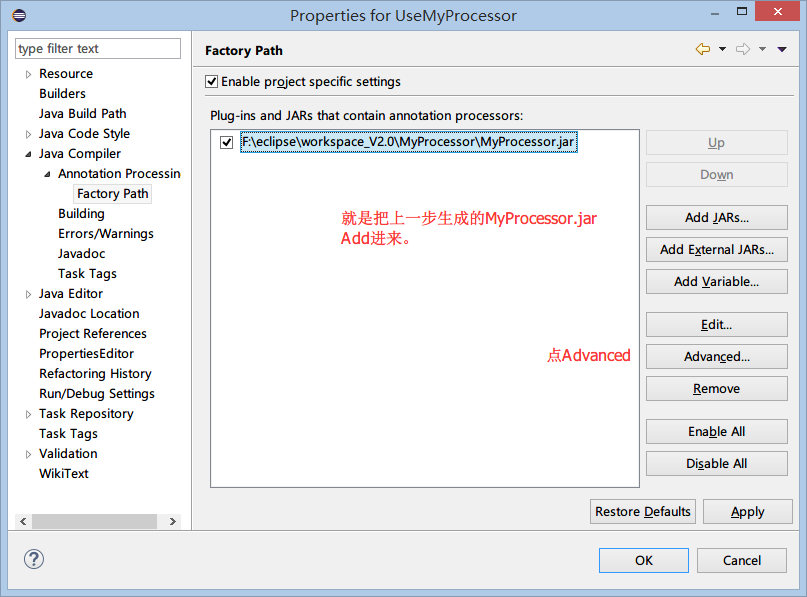 Properties for UseMyProcessor
type filter text
Resource
Builders
Java Build Path
Java Code Style
Java Compiler
Annotation Processin
Factory Path
Building
Errors/Warnings
Javadoc
Task Tags
Java Editor
Javadoc Location
Project References
PropertiesEditor
Refactoring History
Run/Debug Settings
Task Repository
Task Tags
Validation
WikiText
Factory Path
Enable project specific settings
Plug-ins and JARs that contain annotation processors:
F:\eclipse\workspace_V2.0\MyProcessor\MyProcessor.jar
就是把上一步生成的MyProcessor.jar
Add进来。
点Advanced
Up
Down
Add JARs...
Add External JARs...
Add Variable...
Edit...
Advanced...
Remove
Enable All
Disable All
Restore Defaults
Apply
OK
Cancel